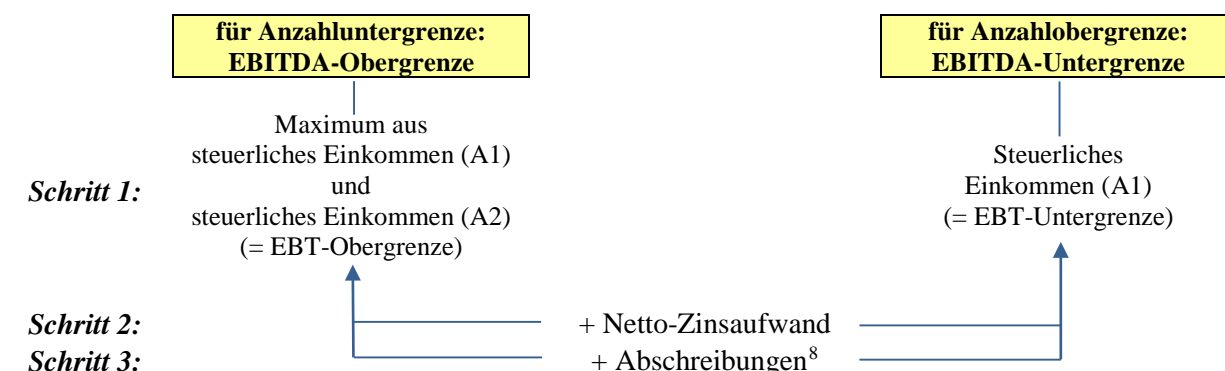 für Anzahluntergrenze:
EBITDA-Obergrenze
für Anzahlobergrenze:
EBITDA-Untergrenze
Schritt 1:
Maximum aus
steuerliches Einkommen (A1)
und
steuerliches Einkommen (A2)
(= EBT-Obergrenze)
Steuerliches
Einkommen (A1)
(= EBT-Untergrenze)
Schritt 2:
+ Netto-Zinsaufwand
Schritt 3:
+ Abschreibungen⁸